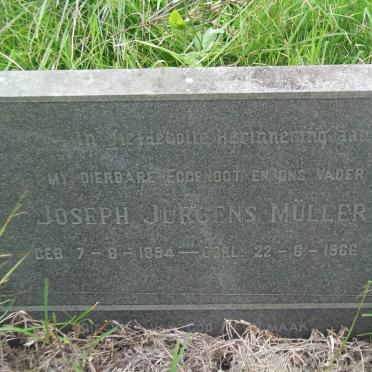 In liefdevolle Herinnering aan
MY DIERBARE EGGENOOT EN ONS VADER
JOSEPH JURGENS MÜLLER
GEB. 7-8-1894 — OORL. 22-6-1966
MAAK